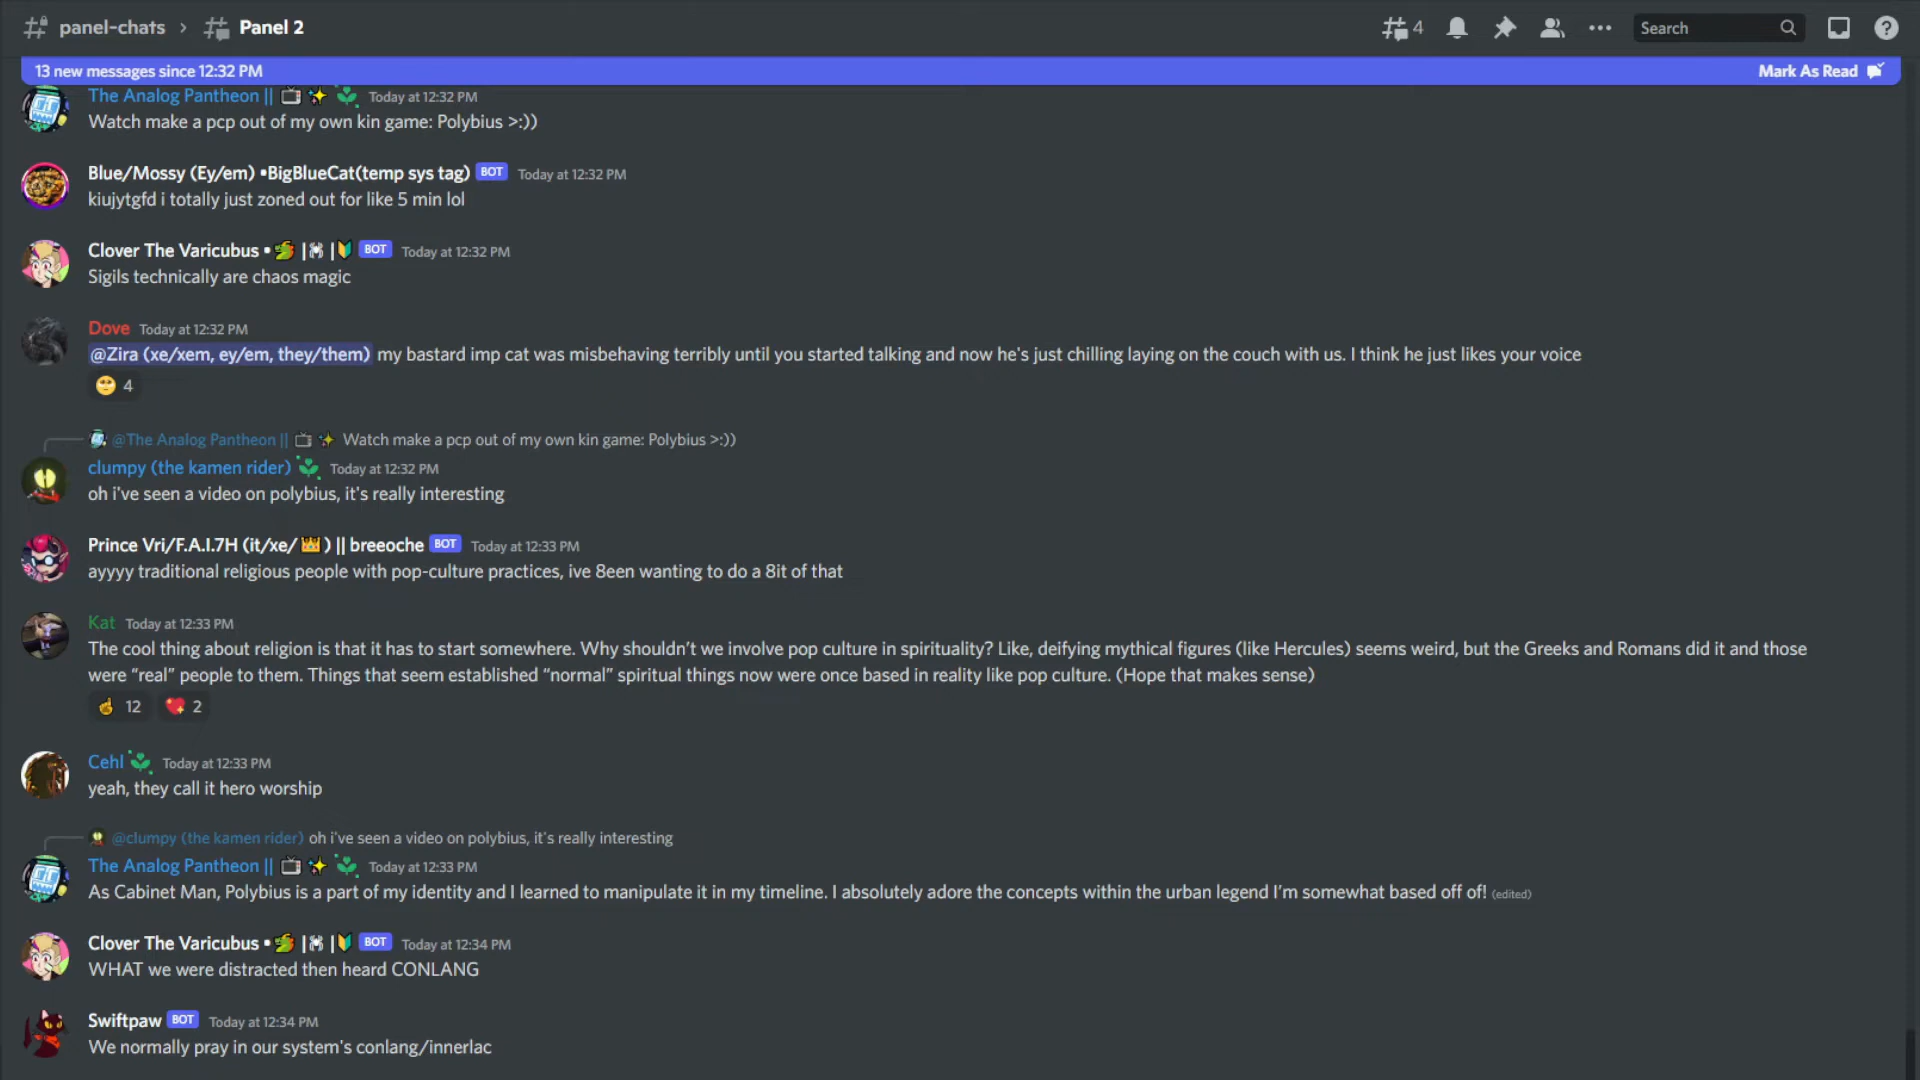 panel-chats › Panel 2 4 Search
13 new messages since 12:32 PM Mark As Read
The Analog Pantheon || Today at 12:32 PM
Watch make a pcp out of my own kin game: Polybius >:))
Blue/Mossy (Ey/em) •BigBlueCat(temp sys tag) BOT Today at 12:32 PM
kiujytgfd i totally just zoned out for like 5 min lol
Clover The Varicubus • | | BOT Today at 12:32 PM
Sigils technically are chaos magic
Dove Today at 12:32 PM
@Zira (xe/xem, ey/em, they/them) my bastard imp cat was misbehaving terribly until you started talking and now he's just chilling laying on the couch with us. I think he just likes your voice
4
@The Analog Pantheon || Watch make a pcp out of my own kin game: Polybius >:))
clumpy (the kamen rider) Today at 12:32 PM
oh i've seen a video on polybius, it's really interesting
Prince Vri/F.A.I.7H (it/xe/ ) || breeoche BOT Today at 12:33 PM
ayyyy traditional religious people with pop-culture practices, ive 8een wanting to do a 8it of that
Kat Today at 12:33 PM
The cool thing about religion is that it has to start somewhere. Why shouldn’t we involve pop culture in spirituality? Like, deifying mythical figures (like Hercules) seems weird, but the Greeks and Romans did it and those
were “real” people to them. Things that seem established “normal” spiritual things now were once based in reality like pop culture. (Hope that makes sense)
12 2
Cehl Today at 12:33 PM
yeah, they call it hero worship
@clumpy (the kamen rider) oh i've seen a video on polybius, it's really interesting
The Analog Pantheon || Today at 12:33 PM
As Cabinet Man, Polybius is a part of my identity and I learned to manipulate it in my timeline. I absolutely adore the concepts within the urban legend I’m somewhat based off of! (edited)
Clover The Varicubus • | | BOT Today at 12:34 PM
WHAT we were distracted then heard CONLANG
Swiftpaw BOT Today at 12:34 PM
We normally pray in our system's conlang/innerlac